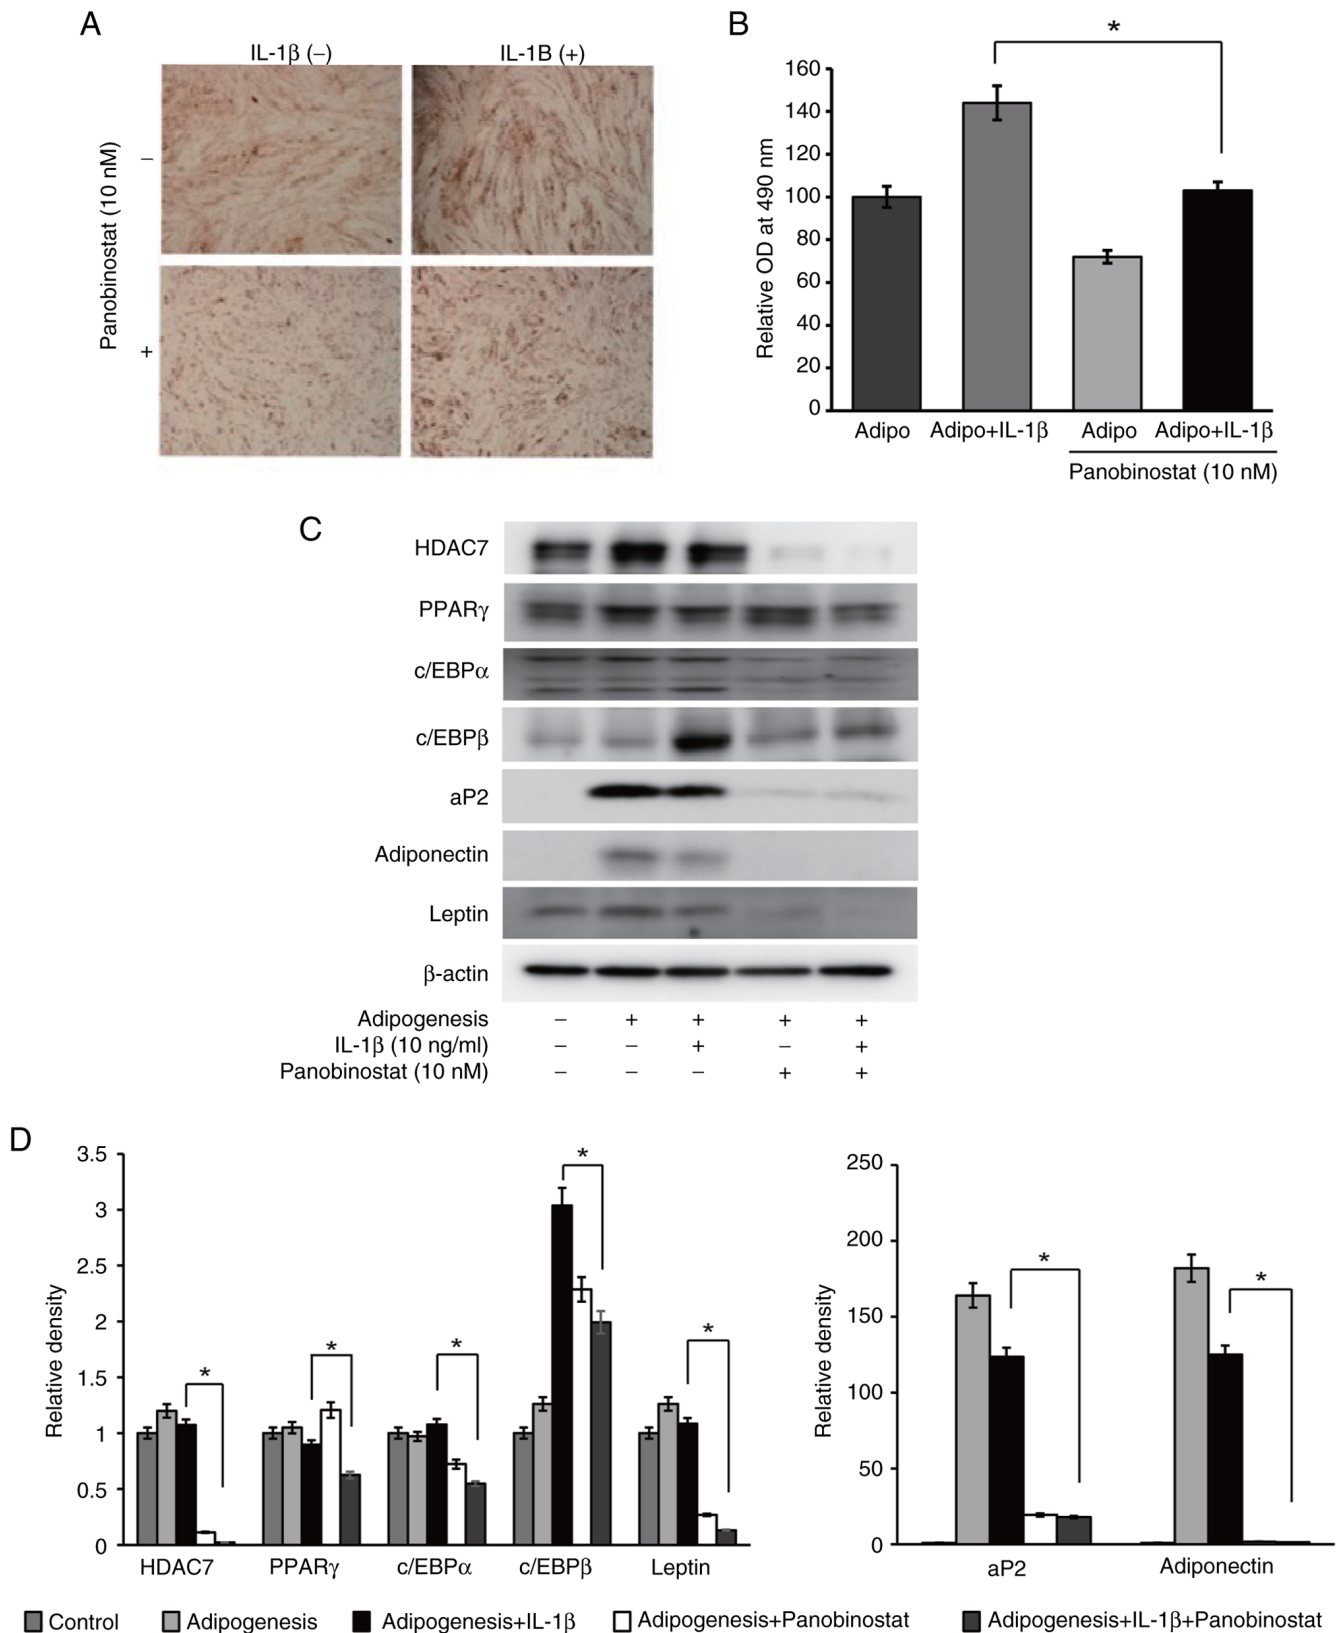 A
IL-1β (–)
IL-1B (+)
Panobinostat (10 nM)
–
+
B
*
Relative OD at 490 nm
160
140
120
100
80
60
40
20
0
Adipo
Adipo+IL-1β
Adipo
Adipo+IL-1β
Panobinostat (10 nM)
C
HDAC7
PPARγ
c/EBPα
c/EBPβ
aP2
Adiponectin
Leptin
β-actin
Adipogenesis – + + + +
IL-1β (10 ng/ml) – – + – +
Panobinostat (10 nM) – – – + +
D
Relative density
3.5
3
2.5
2
1.5
1
0.5
0
*
*
*
*
*
HDAC7
PPARγ
c/EBPα
c/EBPβ
Leptin
Relative density
250
200
150
100
50
0
*
*
aP2
Adiponectin
Control
Adipogenesis
Adipogenesis+IL-1β
Adipogenesis+Panobinostat
Adipogenesis+IL-1β+Panobinostat